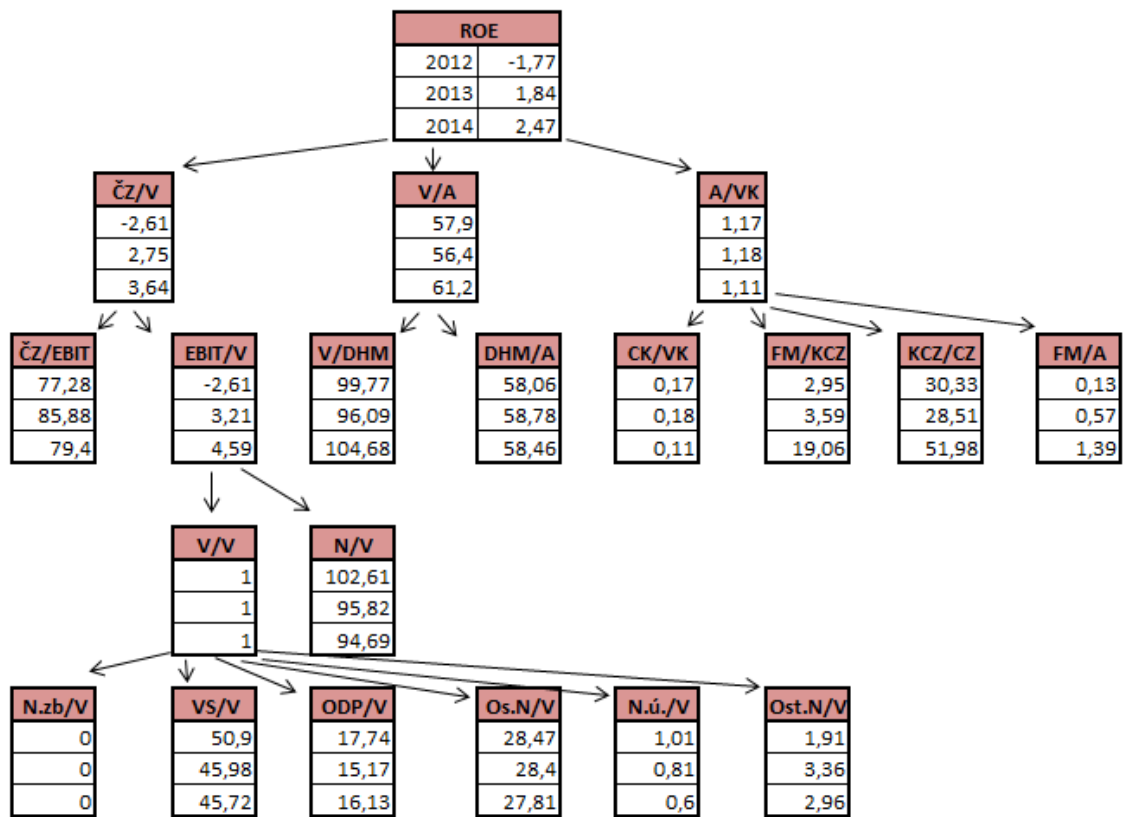 ROE
2012 -1,77
2013 1,84
2014 2,47
ČZ/V V/A A/VK
-2,61 57,9 1,17
2,75 56,4 1,18
3,64 61,2 1,11
ČZ/EBIT EBIT/V V/DHM DHM/A CK/VK FM/KCZ KCZ/CZ FM/A
77,28 -2,61 99,77 58,06 0,17 2,95 30,33 0,13
85,88 3,21 96,09 58,78 0,18 3,59 28,51 0,57
79,4 4,59 104,68 58,46 0,11 19,06 51,98 1,39
V/V N/V
1 102,61
1 95,82
1 94,69
N.zb/V VS/V ODP/V Os.N/V N.ú./V Ost.N/V
0 50,9 17,74 28,47 1,01 1,91
0 45,98 15,17 28,4 0,81 3,36
0 45,72 16,13 27,81 0,6 2,96